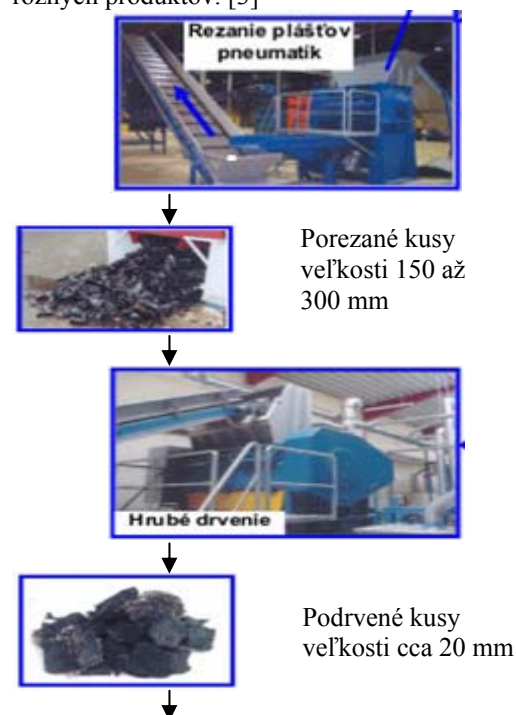 rôznych produktov. [5]
Rezanie plášťov
pneumatík
Porezané kusy
veľkosti 150 až
300 mm
Hrubé drvenie
Podrvené kusy
veľkosti cca 20 mm